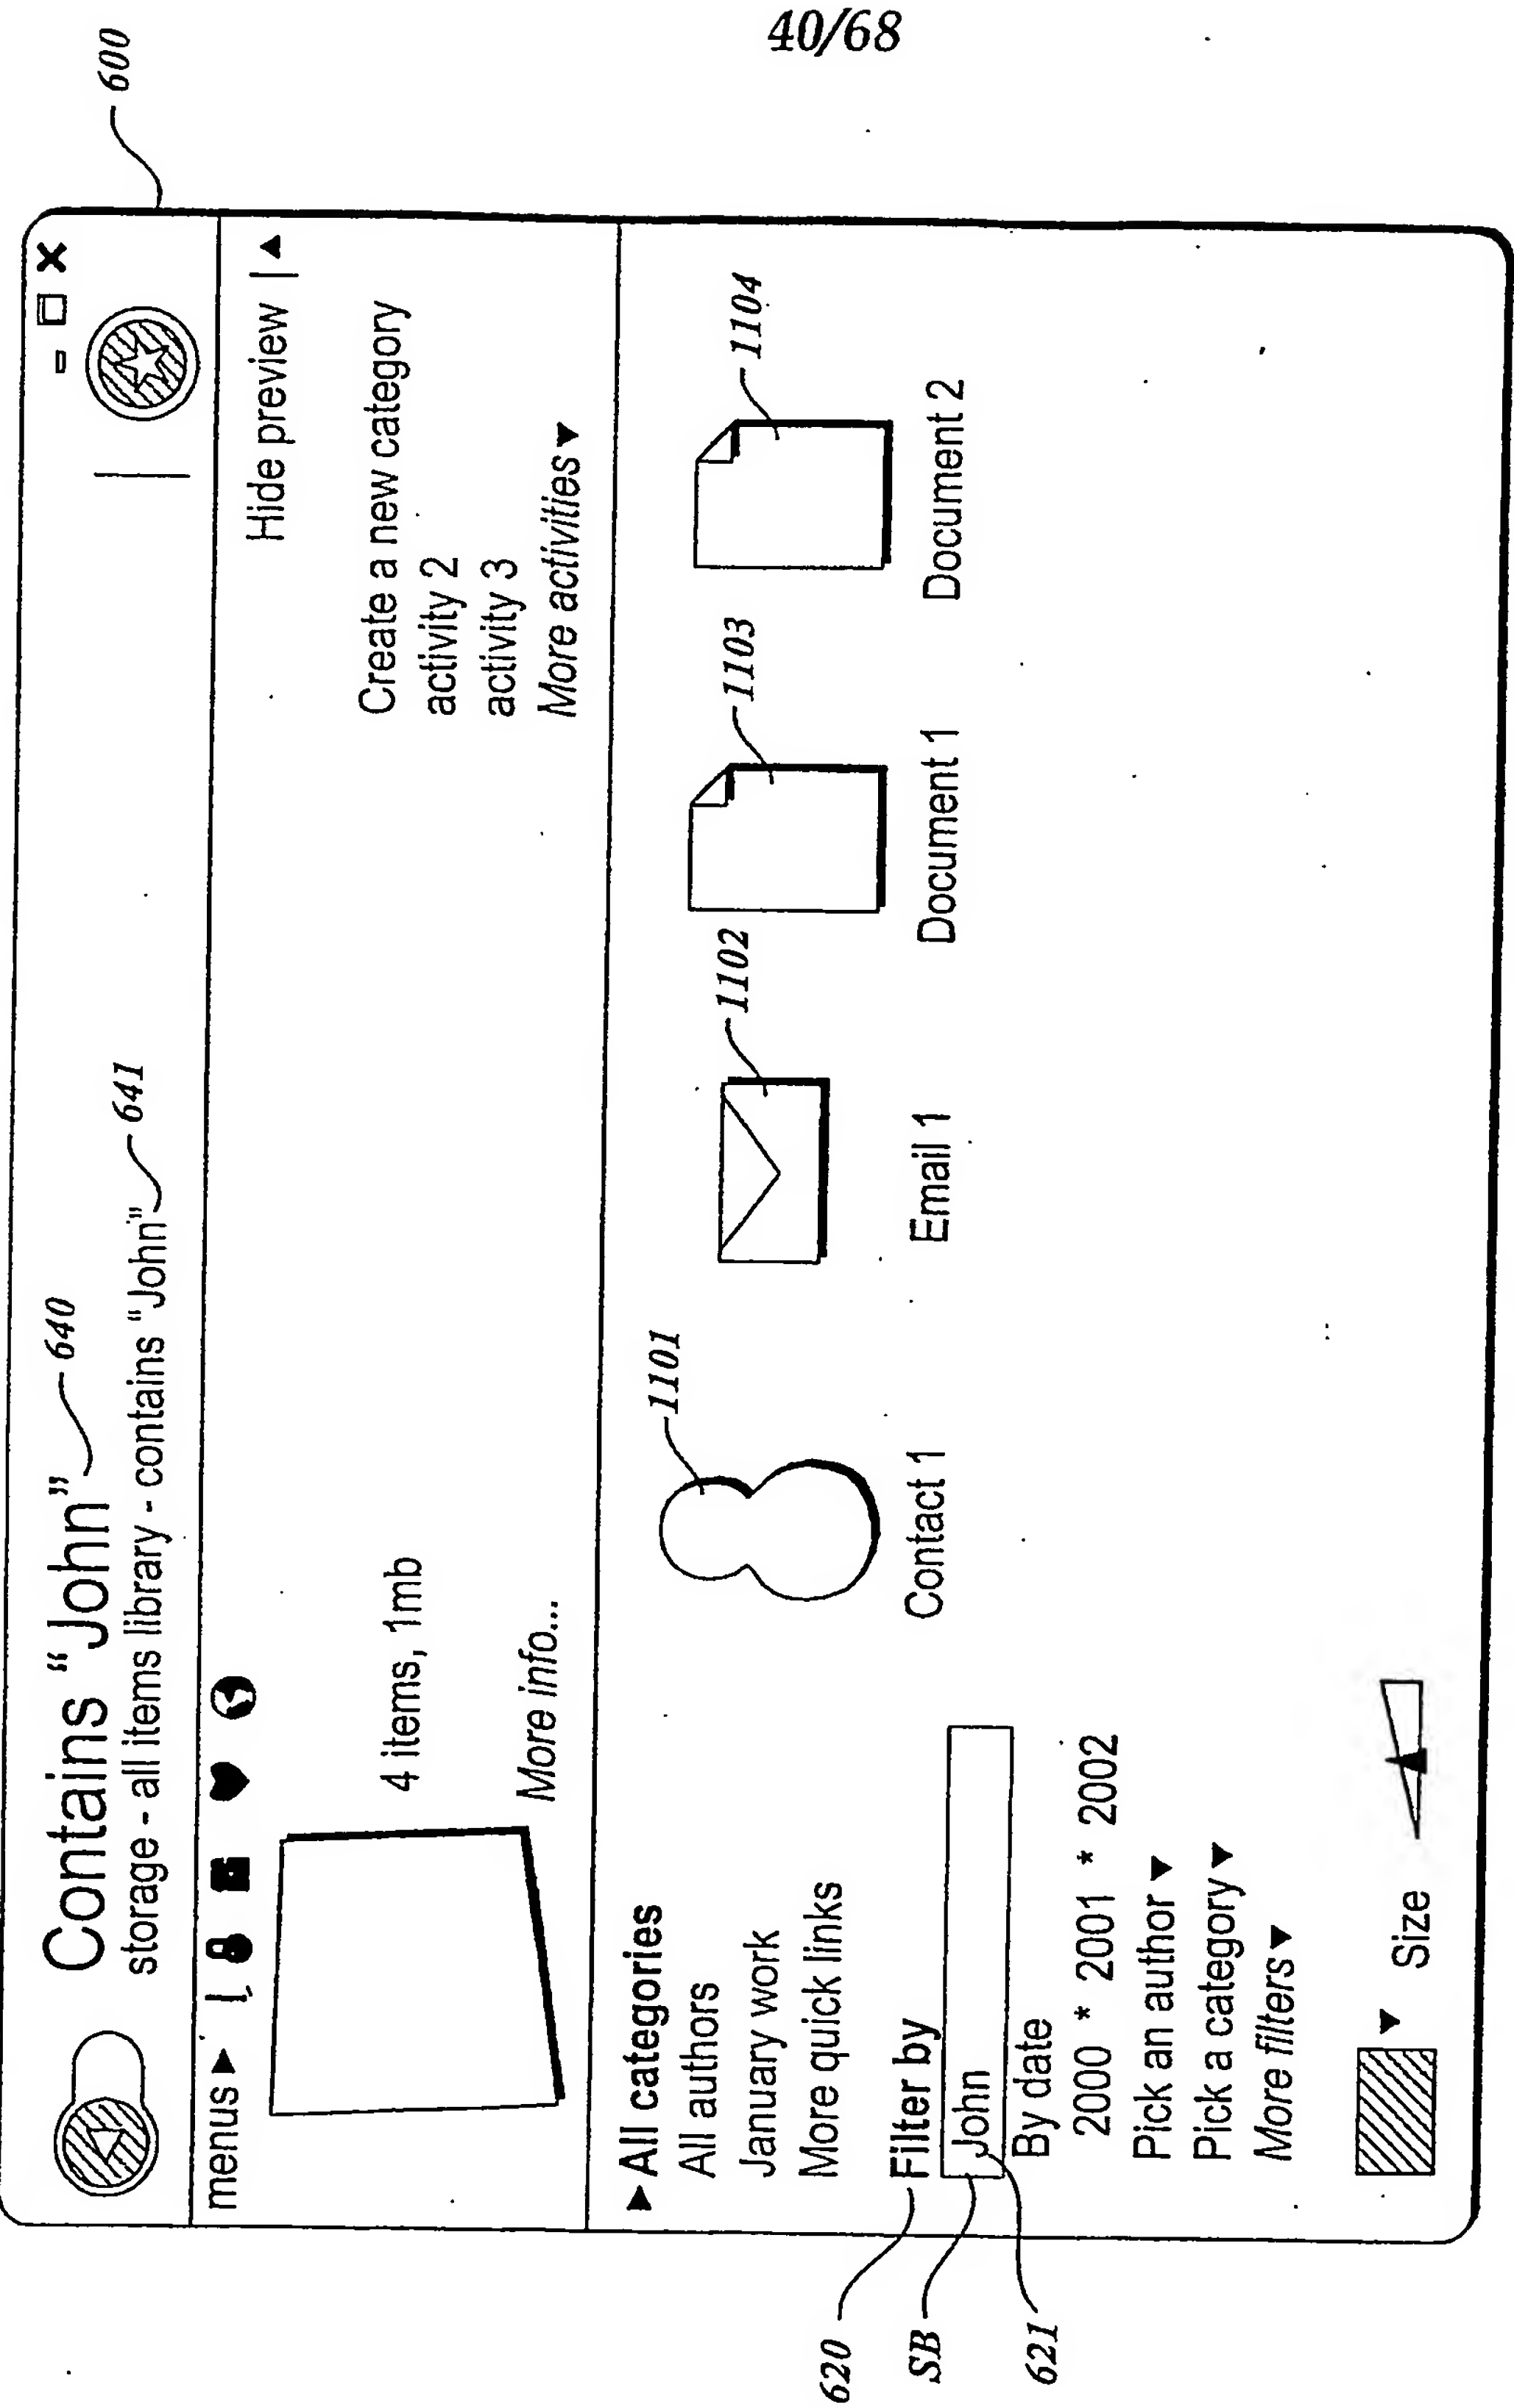 40/68
600
Contains “John”
640
storage - all items library - contains “John”
641
menus
Hide preview
4 items, 1mb
More info...
Create a new category
activity 2
activity 3
More activities
All categories
All authors
January work
More quick links
620
Filter by
SB
John
621
By date
2000 * 2001 * 2002
Pick an author
Pick a category
More filters
Size
1101
1102
1103
1104
Contact 1
Email 1
Document 1
Document 2